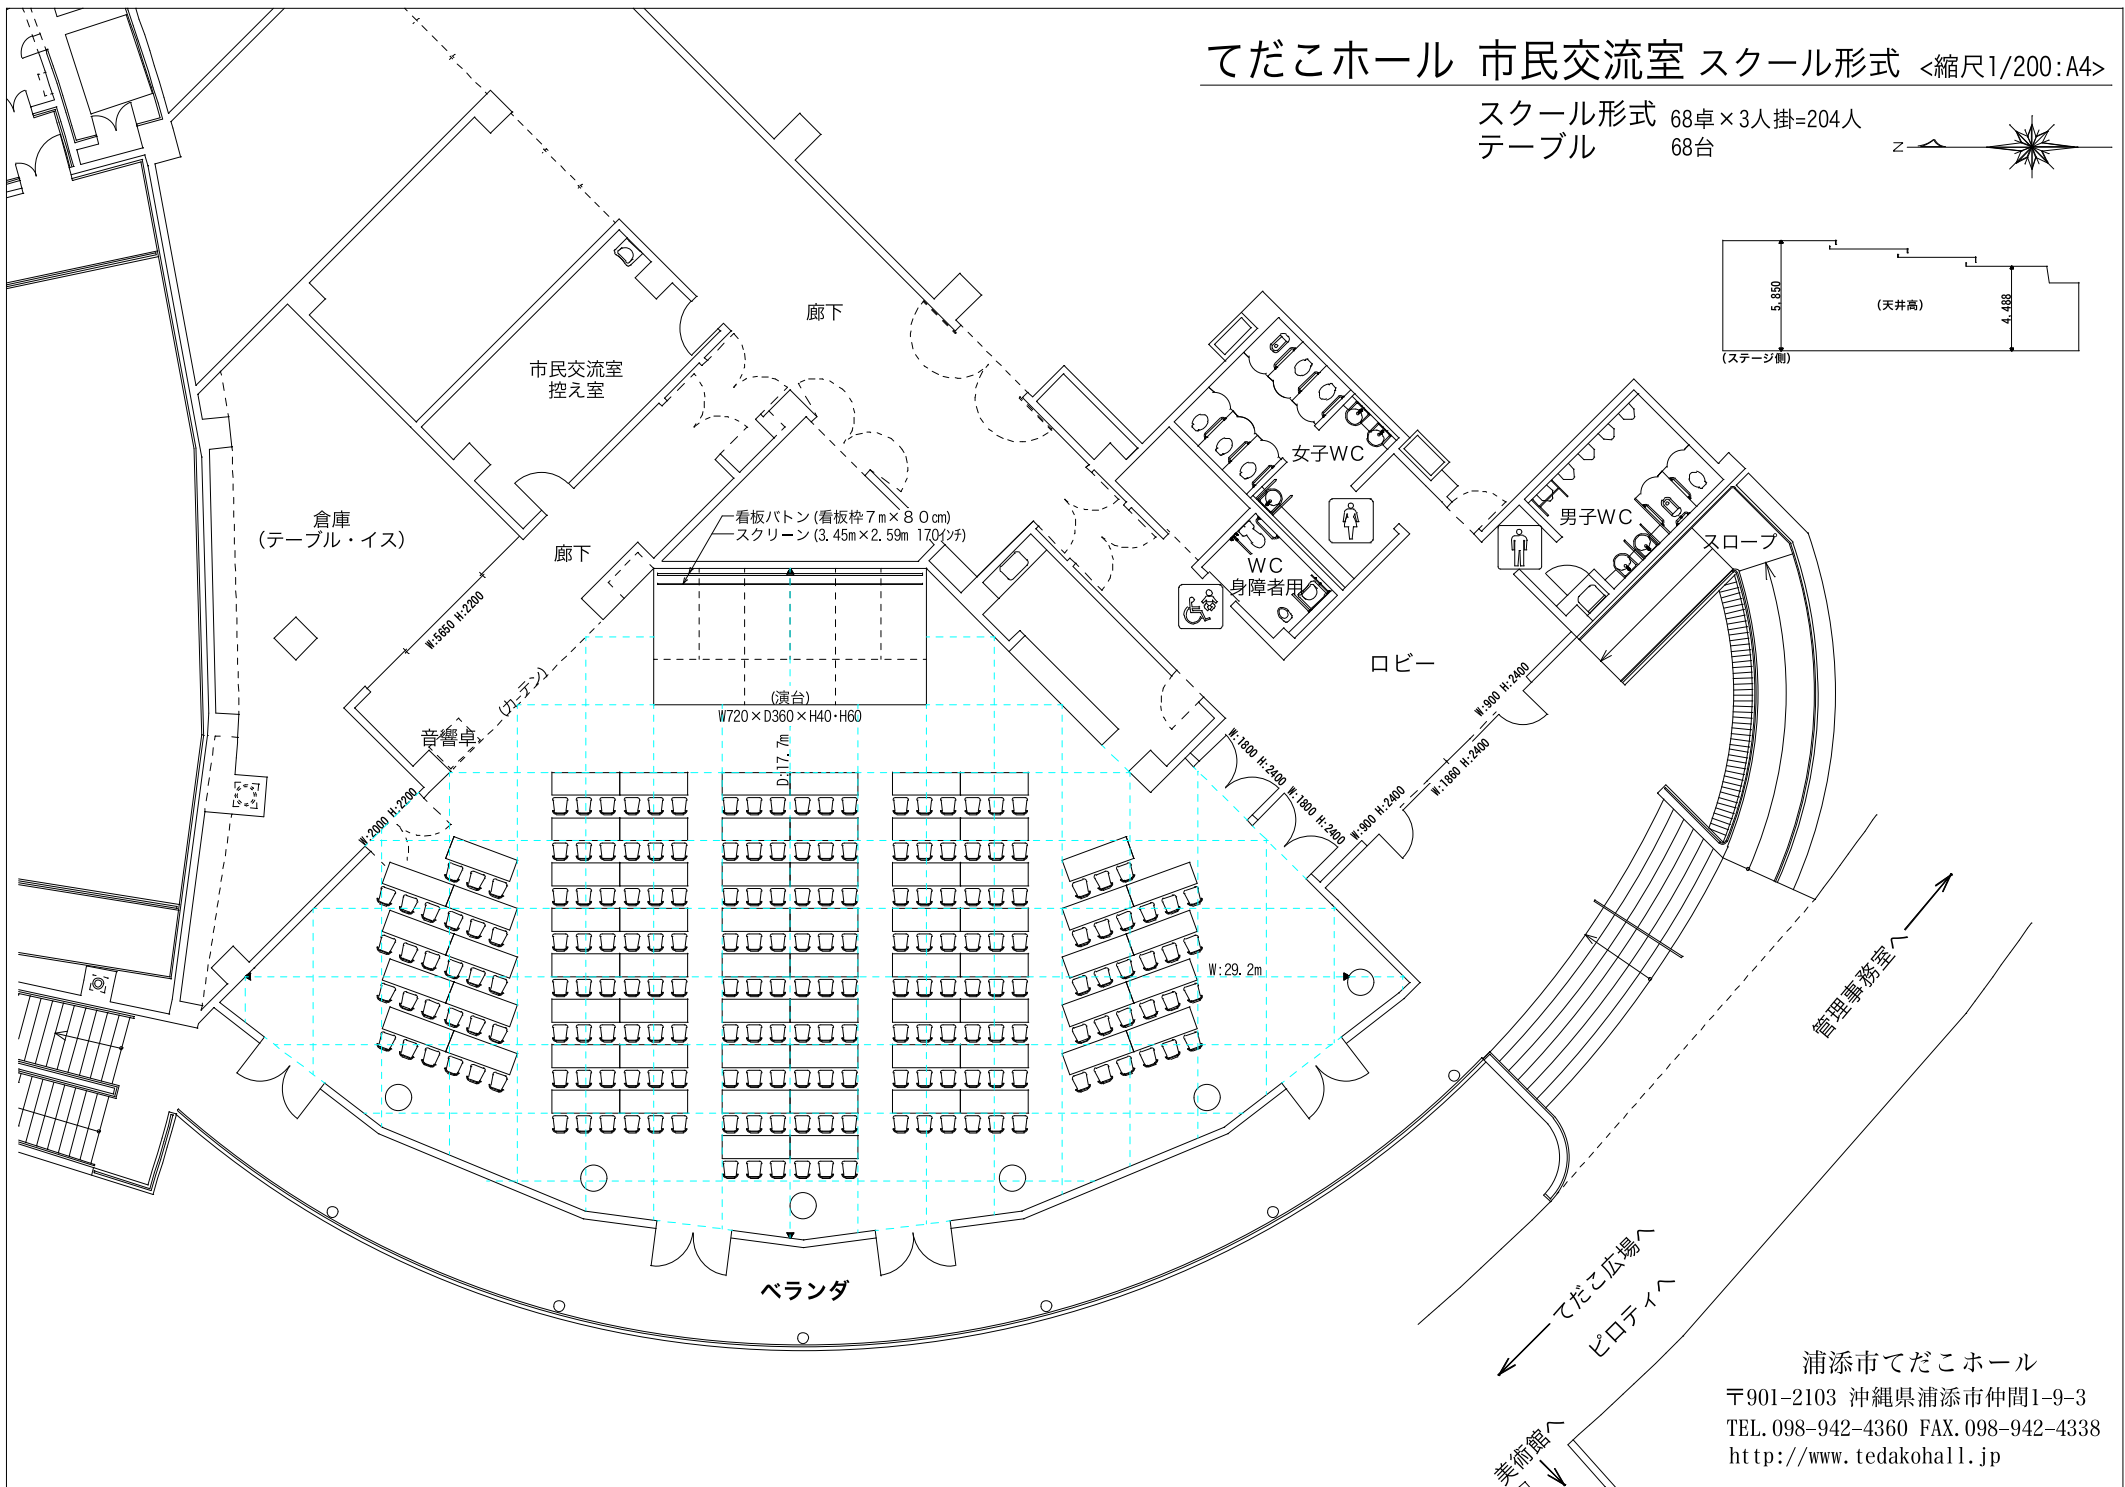 てだこホール 市民交流室 スクール形式 <縮尺1/200:A4>
スクール形式 68卓×3人掛=204人
テーブル 68台
N
5.850
(天井高)
4.488
(ステージ側)
廊下
市民交流室
控え室
女子WC
男子WC
スロープ
倉庫
(テーブル・イス)
廊下
看板バトン(看板枠7m×80cm)
スクリーン(3.45m×2.59m 170インチ)
WC
身障者用
W:5650 H:2200
ロビー
(カーテン)
(演台)
W720×D360×H40・H60
音響卓
D:17.7m
W:900 H:2400
W:1800 H:2400
W:1860 H:2400
W:1800 H:2400
W:900 H:2400
W:2000 H:2200
W:29.2m
管理事務室へ
ベランダ
てだこ広場へ
ピロティへ
美術館へ
浦添市てだこホール
〒901-2103 沖縄県浦添市仲間1-9-3
TEL.098-942-4360 FAX.098-942-4338
http://www.tedakohall.jp